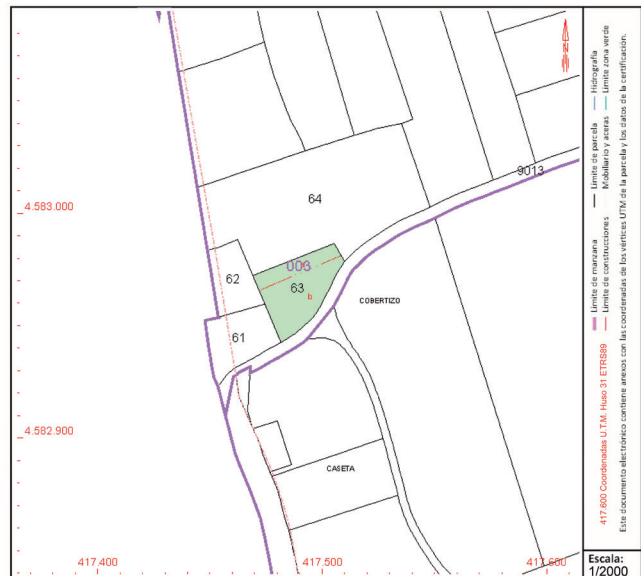 9013
64
4.583.000
62
003
63
b
COBERTIZO
61
4.582.900
CASETA
417.400
417.500
417.600
Límite de manzana
Límite de parcela
Hidrografía
Límite de construcciones
Mobiliario y aceras
Límite zona verde
417.600 Coordenadas U.T.M. Huso 31 ETRS89
Este documento electrónico contiene anexos con las coordenadas de los vértices UTM de la parcela y los datos de la certificación.
Escala:
1/2000